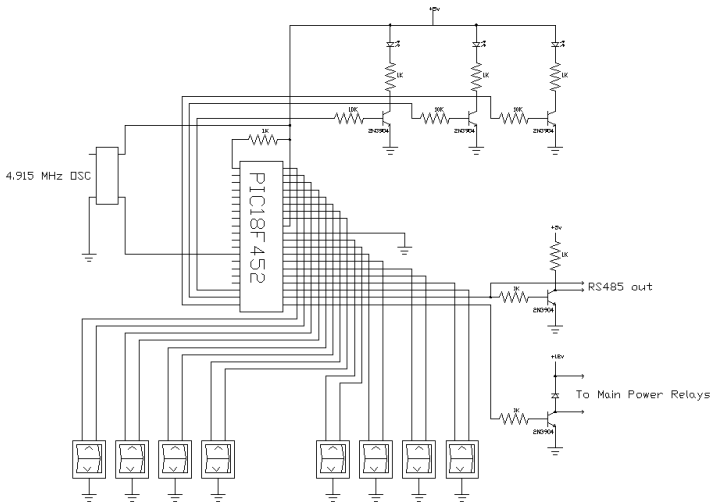 +5v
1K
1K
1K
10K
10K
10K
2N3904
2N3904
2N3904
1K
4.915 MHz OSC
PIC18F452
+5v
1K
RS485 out
1K
2N3904
+12v
To Main Power Relays
1K
2N3904